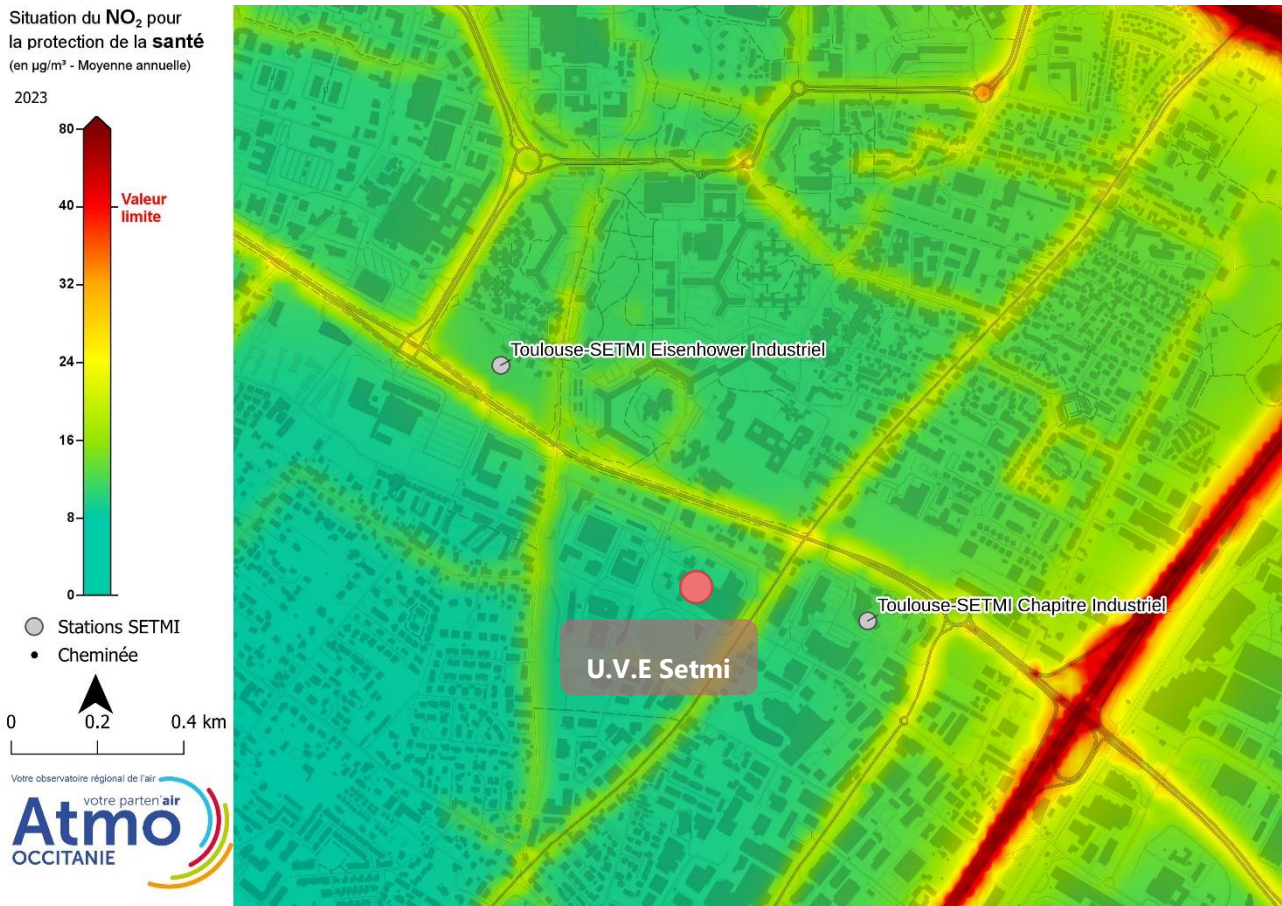 Situation du NO₂ pour
la protection de la santé
(en µg/m³ - Moyenne annuelle)
2023
80
40
Valeur
limite
32
24
16
8
0
Stations SETMI
Cheminée
0 0.2 0.4 km
Votre observatoire régional de l'air
votre parten'air
Atmo
OCCITANIE
Toulouse-SETMI Eisenhower Industriel
Toulouse-SETMI Chapitre Industriel
U.V.E Setmi